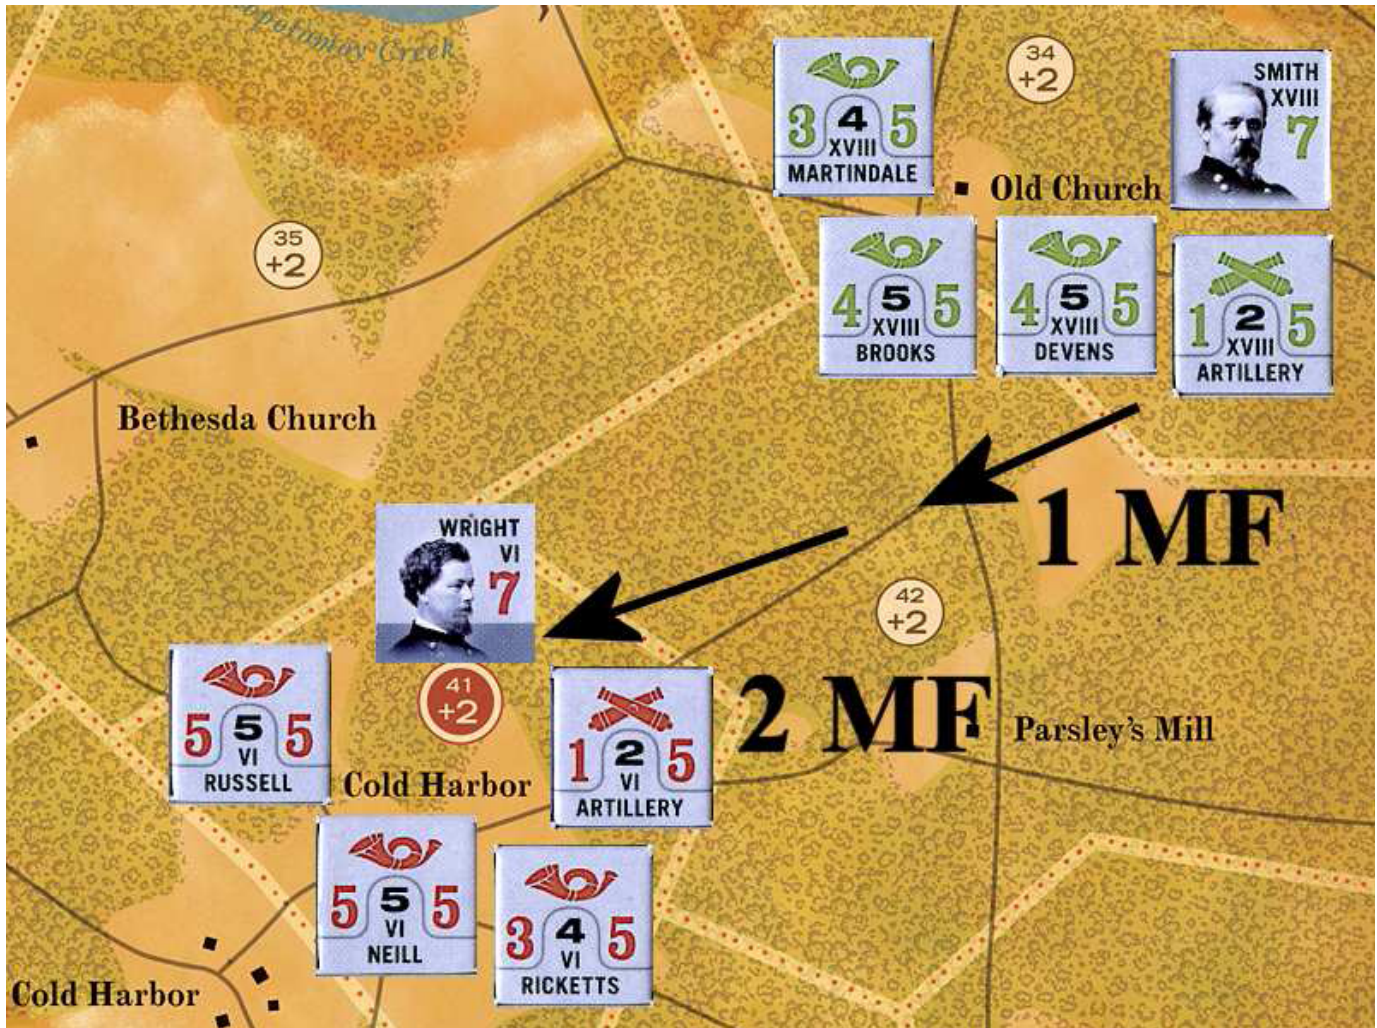 Creek
34
+2
SMITH
XVIII
7
3 4 5
XVIII
MARTINDALE
Old Church
35
+2
4 5 5
XVIII
BROOKS
4 5 5
XVIII
DEVENS
1 2 5
XVIII
ARTILLERY
Bethesda Church
1 MF
WRIGHT
VI
7
42
+2
41
+2
5 5 5
VI
RUSSELL
Cold Harbor
1 2 5
VI
ARTILLERY
2 MF
Parsley's Mill
5 5 5
VI
NEILL
3 4 5
VI
RICKETTS
Cold Harbor